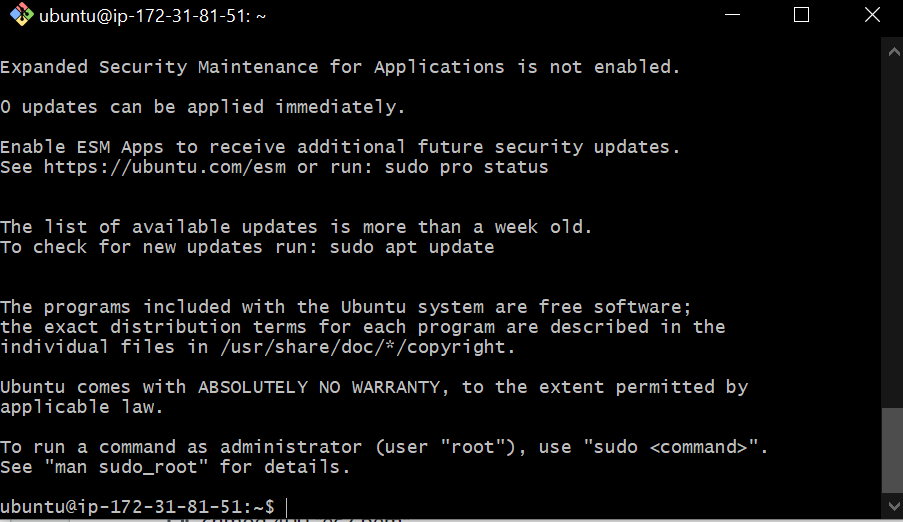 ubuntu@ip-172-31-81-51: ~
Expanded Security Maintenance for Applications is not enabled.
0 updates can be applied immediately.
Enable ESM Apps to receive additional future security updates.
See https://ubuntu.com/esm or run: sudo pro status
The list of available updates is more than a week old.
To check for new updates run: sudo apt update
The programs included with the Ubuntu system are free software;
the exact distribution terms for each program are described in the
individual files in /usr/share/doc/*/copyright.
Ubuntu comes with ABSOLUTELY NO WARRANTY, to the extent permitted by
applicable law.
To run a command as administrator (user "root"), use "sudo <command>".
See "man sudo_root" for details.
ubuntu@ip-172-31-81-51:~$